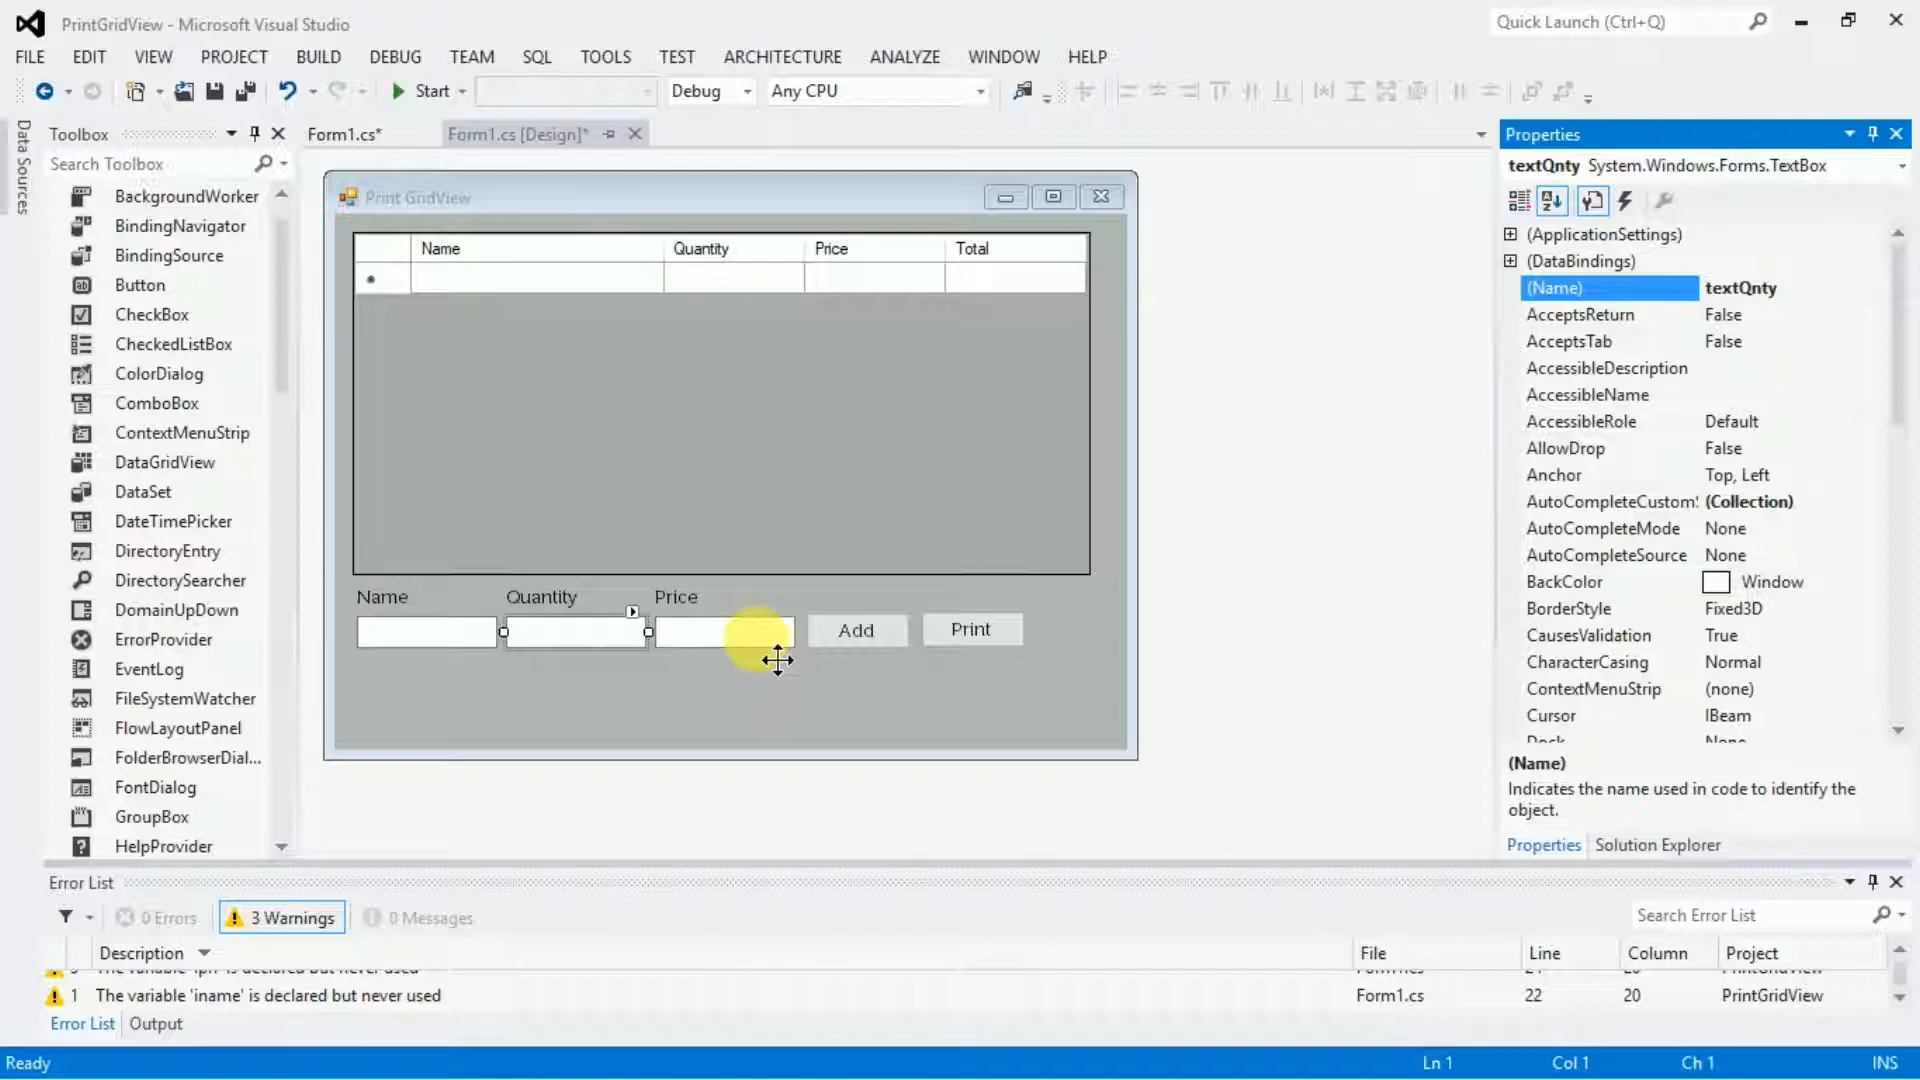 PrintGridView - Microsoft Visual Studio
Quick Launch (Ctrl+Q)
FILE EDIT VIEW PROJECT BUILD DEBUG TEAM SQL TOOLS TEST ARCHITECTURE ANALYZE WINDOW HELP
Start Debug Any CPU
Data Sources
Toolbox
Search Toolbox
BackgroundWorker
BindingNavigator
BindingSource
Button
CheckBox
CheckedListBox
ColorDialog
ComboBox
ContextMenuStrip
DataGridView
DataSet
DateTimePicker
DirectoryEntry
DirectorySearcher
DomainUpDown
ErrorProvider
EventLog
FileSystemWatcher
FlowLayoutPanel
FolderBrowserDial...
FontDialog
GroupBox
HelpProvider
Form1.cs* Form1.cs [Design]*
Print GridView
Name Quantity Price Total
Name Quantity Price
Add Print
Properties
textQnty System.Windows.Forms.TextBox
(ApplicationSettings)
(DataBindings)
(Name) textQnty
AcceptsReturn False
AcceptsTab False
AccessibleDescription
AccessibleName
AccessibleRole Default
AllowDrop False
Anchor Top, Left
AutoCompleteCustom (Collection)
AutoCompleteMode None
AutoCompleteSource None
BackColor Window
BorderStyle Fixed3D
CausesValidation True
CharacterCasing Normal
ContextMenuStrip (none)
Cursor IBeam
Dock None
(Name)
Indicates the name used in code to identify the
object.
Properties Solution Explorer
Error List
0 Errors 3 Warnings 0 Messages
Search Error List
Description File Line Column Project
is declared but never used
1 The variable 'iname' is declared but never used Form1.cs 22 20 PrintGridView
Error List Output
Ready Ln 1 Col 1 Ch 1 INS